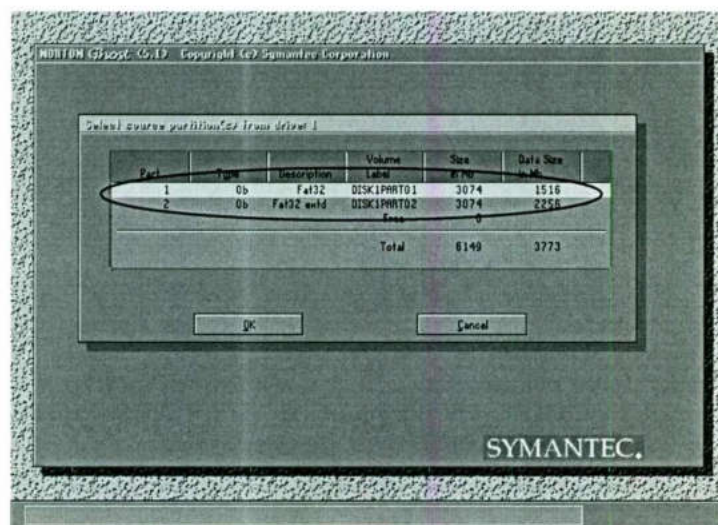 NORTON Ghost (5.1) Copyright (c) Symantec Corporation
Select source partition(s) from drive: 1
Volume Size Data Size
Part Type Description Label in Mb in Mb
1 0b Fat32 DISK1PART01 3074 1516
2 0b Fat32 extd DISK1PART02 3074 2256
Free 0
Total 6149 3773
OK Cancel
SYMANTEC.